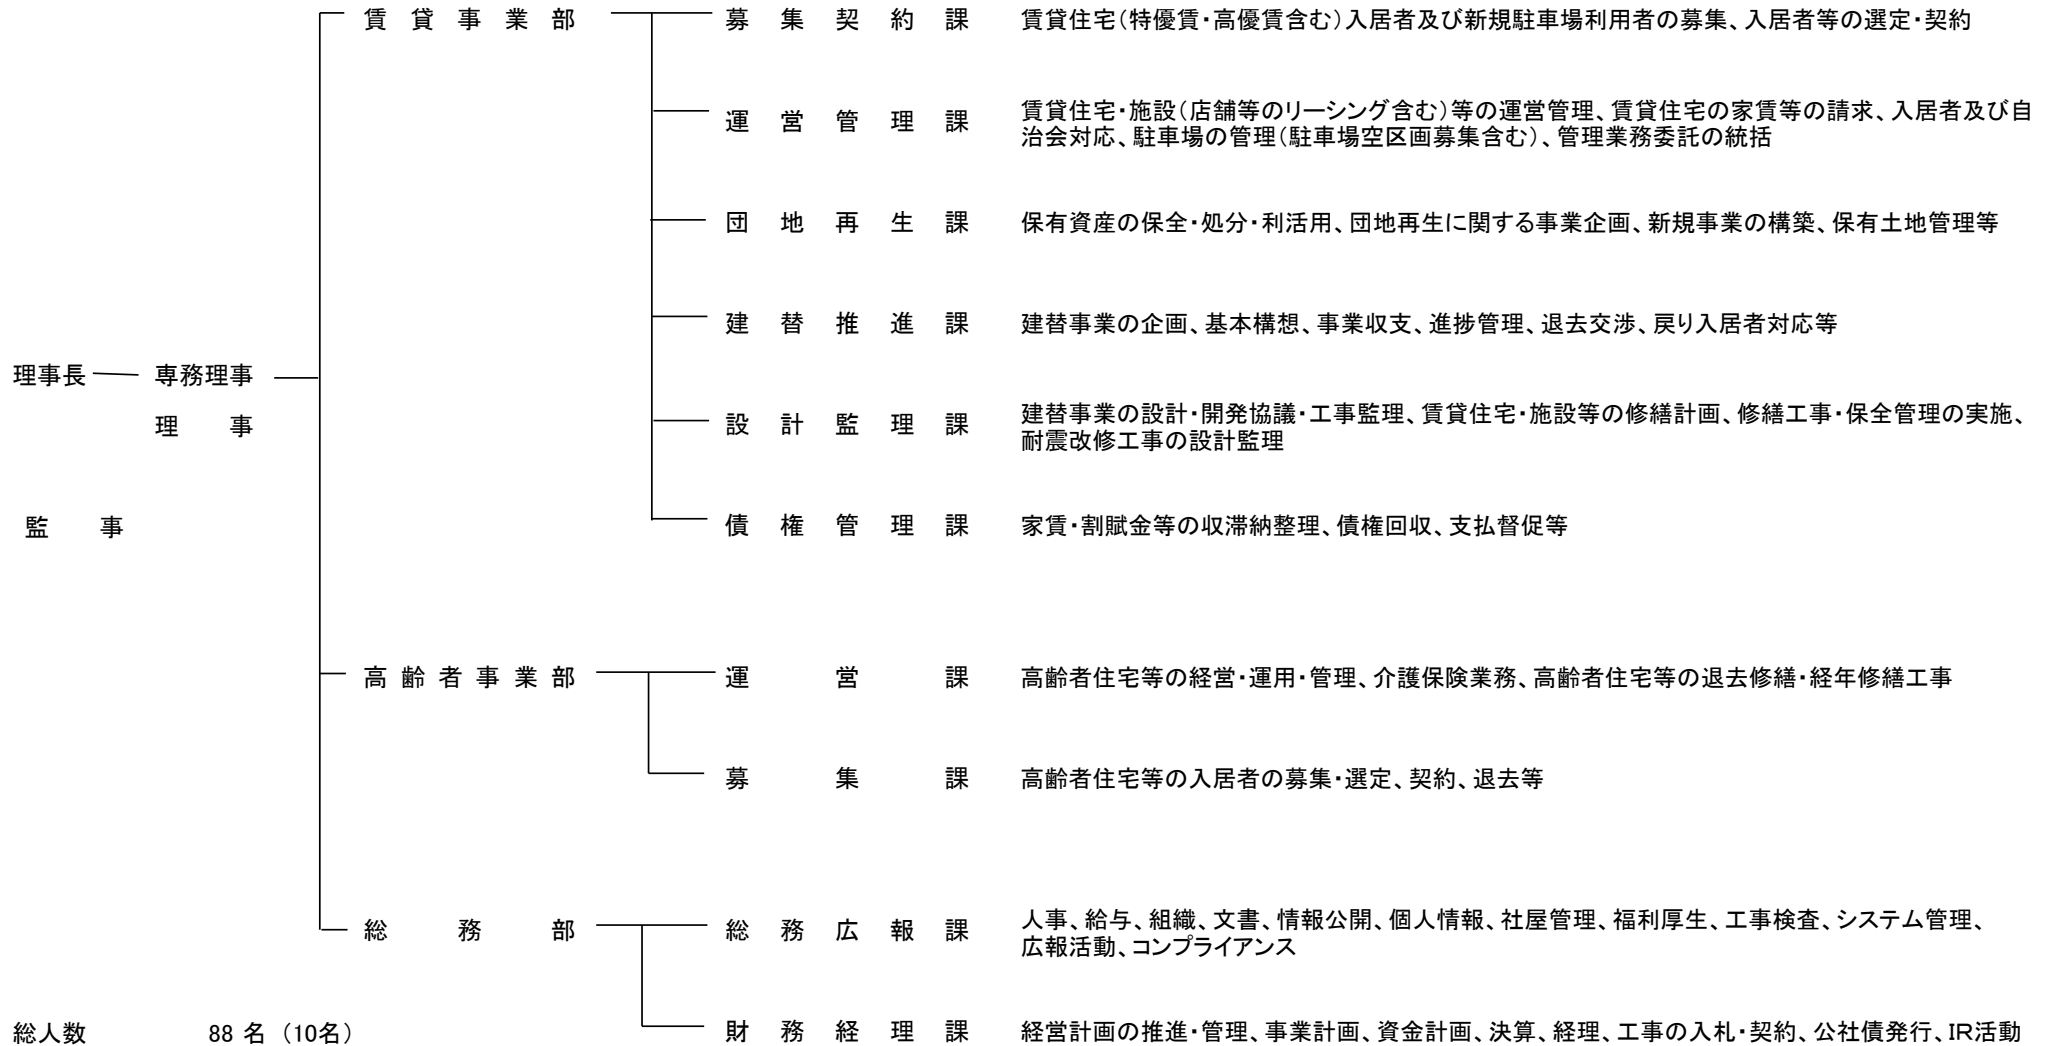 賃貸事業部 募集契約課 賃貸住宅(特優賃・高優賃含む)入居者及び新規駐車場利用者の募集、入居者等の選定・契約
運営管理課 賃貸住宅・施設(店舗等のリーシング含む)等の運営管理、賃貸住宅の家賃等の請求、入居者及び自
治会対応、駐車場の管理(駐車場空区画募集含む)、管理業務委託の統括
団地再生課 保有資産の保全・処分・利活用、団地再生に関する事業企画、新規事業の構築、保有土地管理等
建替推進課 建替事業の企画、基本構想、事業収支、進捗管理、退去交渉、戻り入居者対応等
理事長 専務理事
理事
設計監理課 建替事業の設計・開発協議・工事監理、賃貸住宅・施設等の修繕計画、修繕工事・保全管理の実施、
耐震改修工事の設計監理
監事
債権管理課 家賃・割賦金等の収滞納整理、債権回収、支払督促等
高齢者事業部 運営課 高齢者住宅等の経営・運用・管理、介護保険業務、高齢者住宅等の退去修繕・経年修繕工事
募集課 高齢者住宅等の入居者の募集・選定、契約、退去等
総務部 総務広報課 人事、給与、組織、文書、情報公開、個人情報、社屋管理、福利厚生、工事検査、システム管理、
広報活動、コンプライアンス
総人数 88 名 (10名)
財務経理課 経営計画の推進・管理、事業計画、資金計画、決算、経理、工事の入札・契約、公社債発行、IR活動